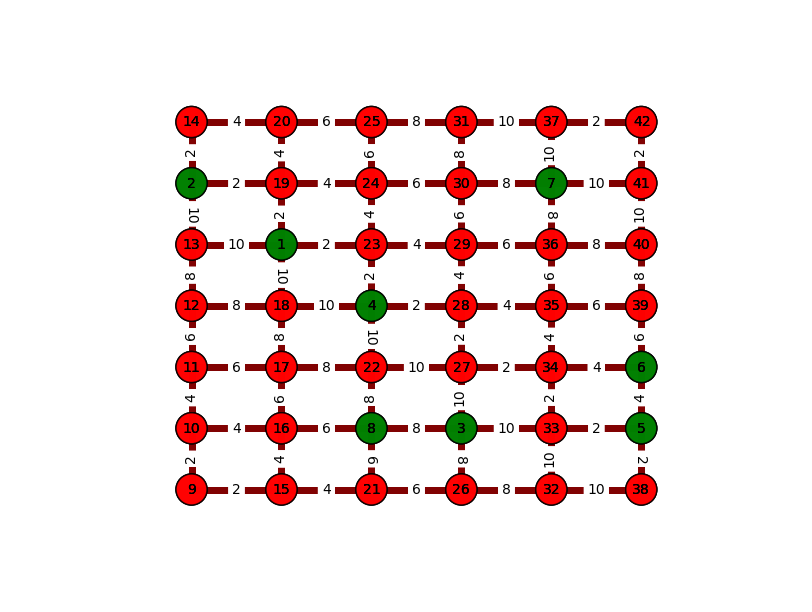 14 4 20 6 25 8 31 10 37 2 42
2 4 6 8 10 2
2 2 19 4 24 6 30 8 7 10 41
10 2 4 6 8 10
13 10 1 2 23 4 29 6 36 8 40
8 10 2 4 6 8
12 8 18 10 4 2 28 4 35 6 39
6 8 10 2 4 6
11 6 17 8 22 10 27 2 34 4 6
4 6 8 10 2 4
10 4 16 6 8 8 3 10 33 2 5
2 4 6 8 10 2
9 2 15 4 21 6 26 8 32 10 38